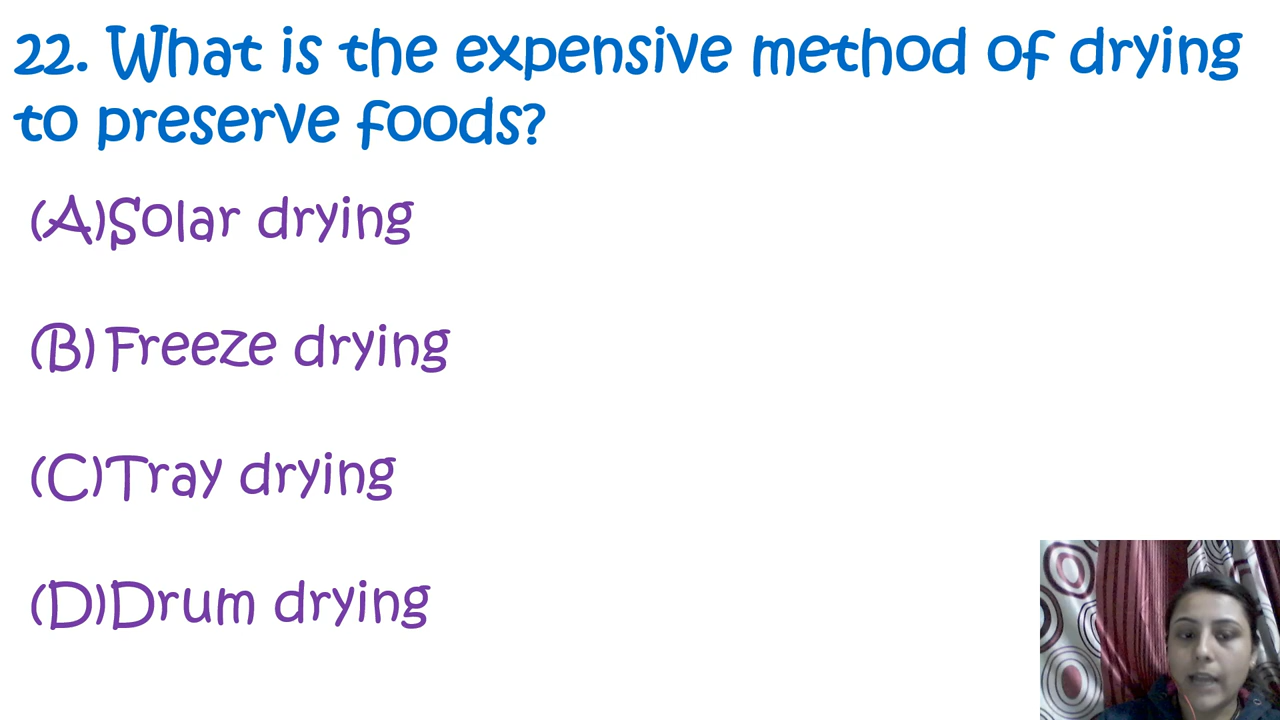 22. What is the expensive method of drying
to preserve foods?
(A)Solar drying
(B) Freeze drying
(C)Tray drying
(D)Drum drying